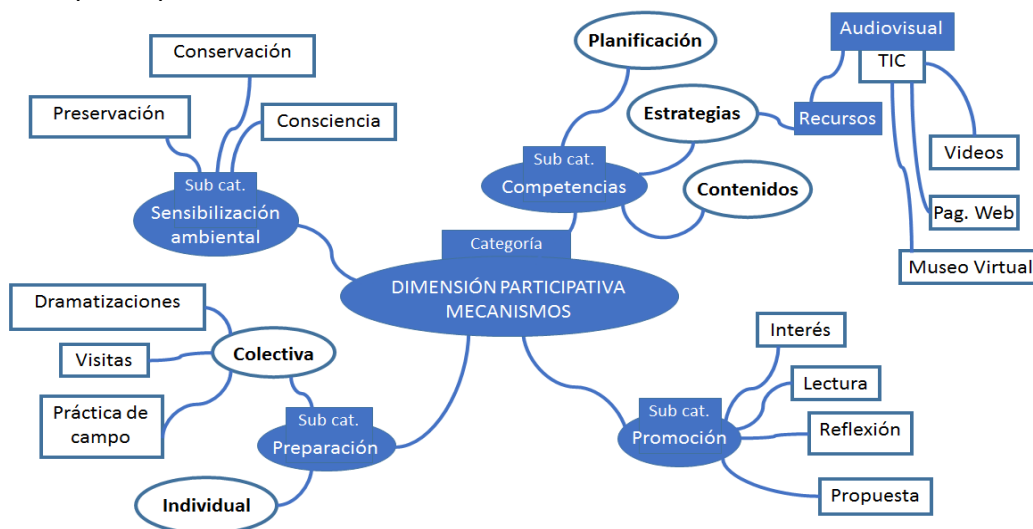 Conservación
Preservación
Consciencia
Sub cat.
Sensibilización
ambiental
Planificación
Estrategias
Sub cat.
Competencias
Contenidos
Audiovisual
TIC
Recursos
Videos
Pag. Web
Museo Virtual
Categoría
DIMENSIÓN PARTICIPATIVA
MECANISMOS
Dramatizaciones
Visitas
Práctica de
campo
Colectiva
Sub cat.
Preparación
Individual
Interés
Lectura
Sub cat.
Promoción
Reflexión
Propuesta